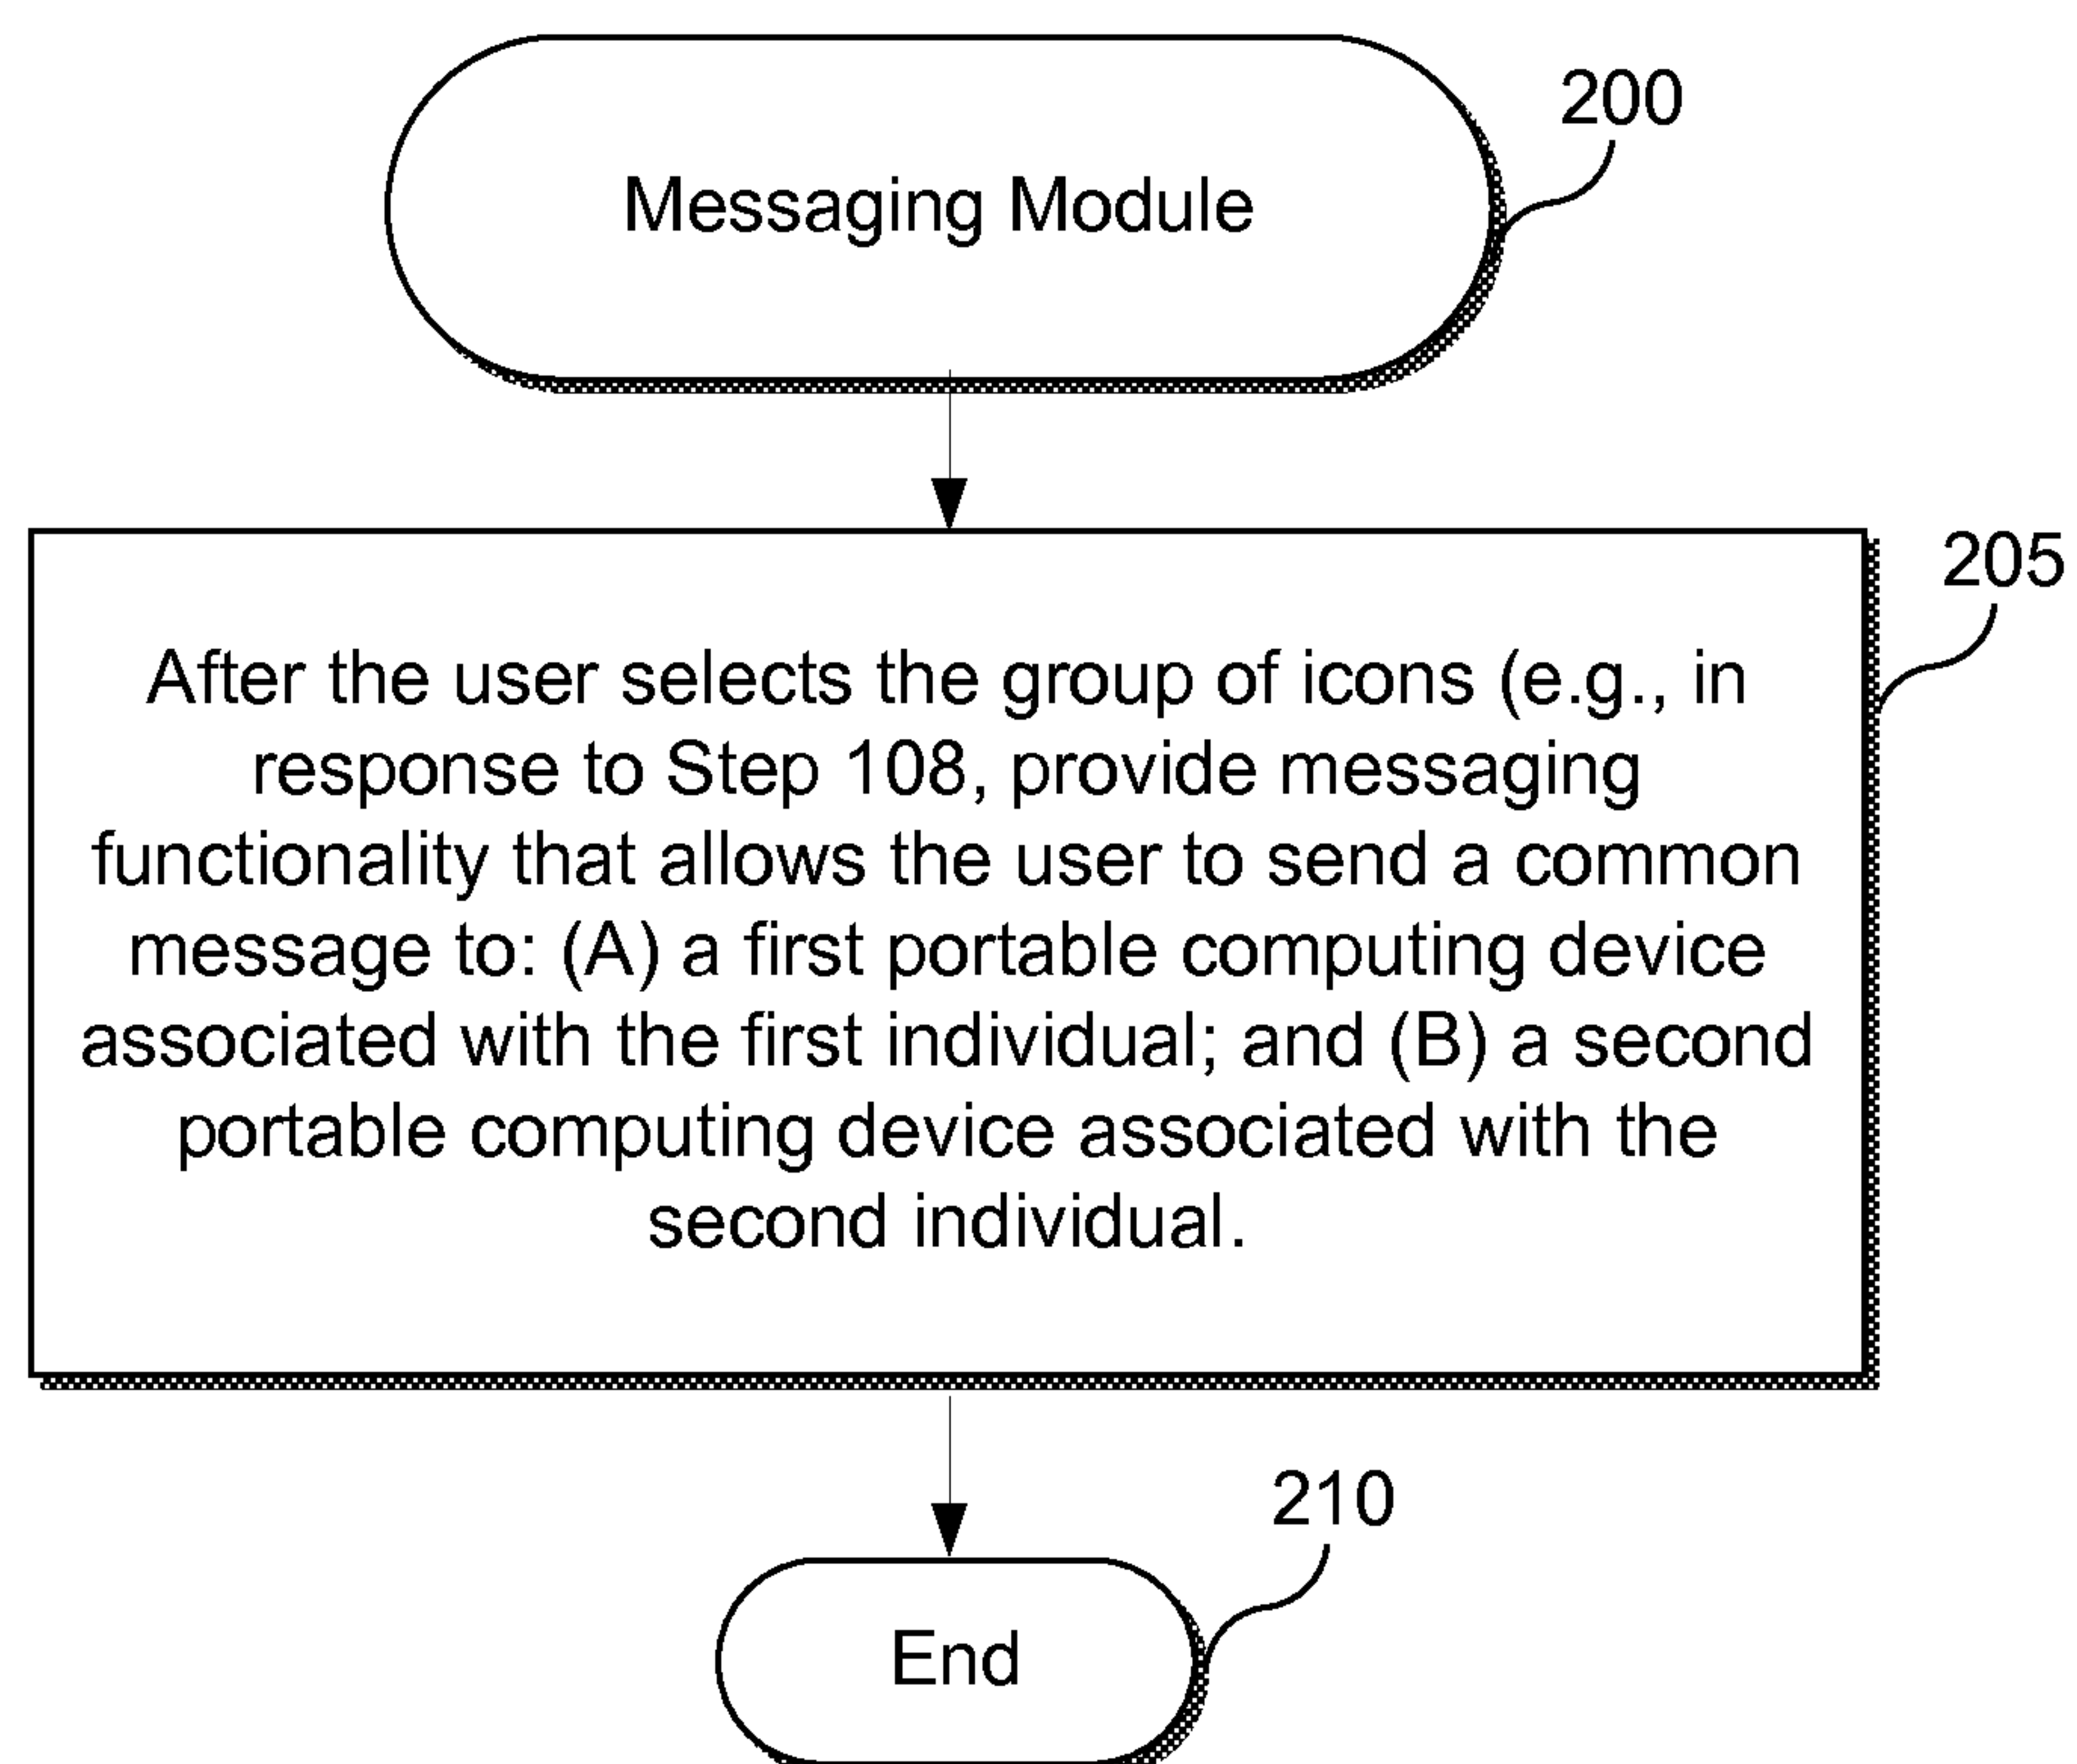 200
Messaging Module
205
After the user selects the group of icons (e.g., in
response to Step 108, provide messaging
functionality that allows the user to send a common
message to: (A) a first portable computing device
associated with the first individual; and (B) a second
portable computing device associated with the
second individual.
210
End